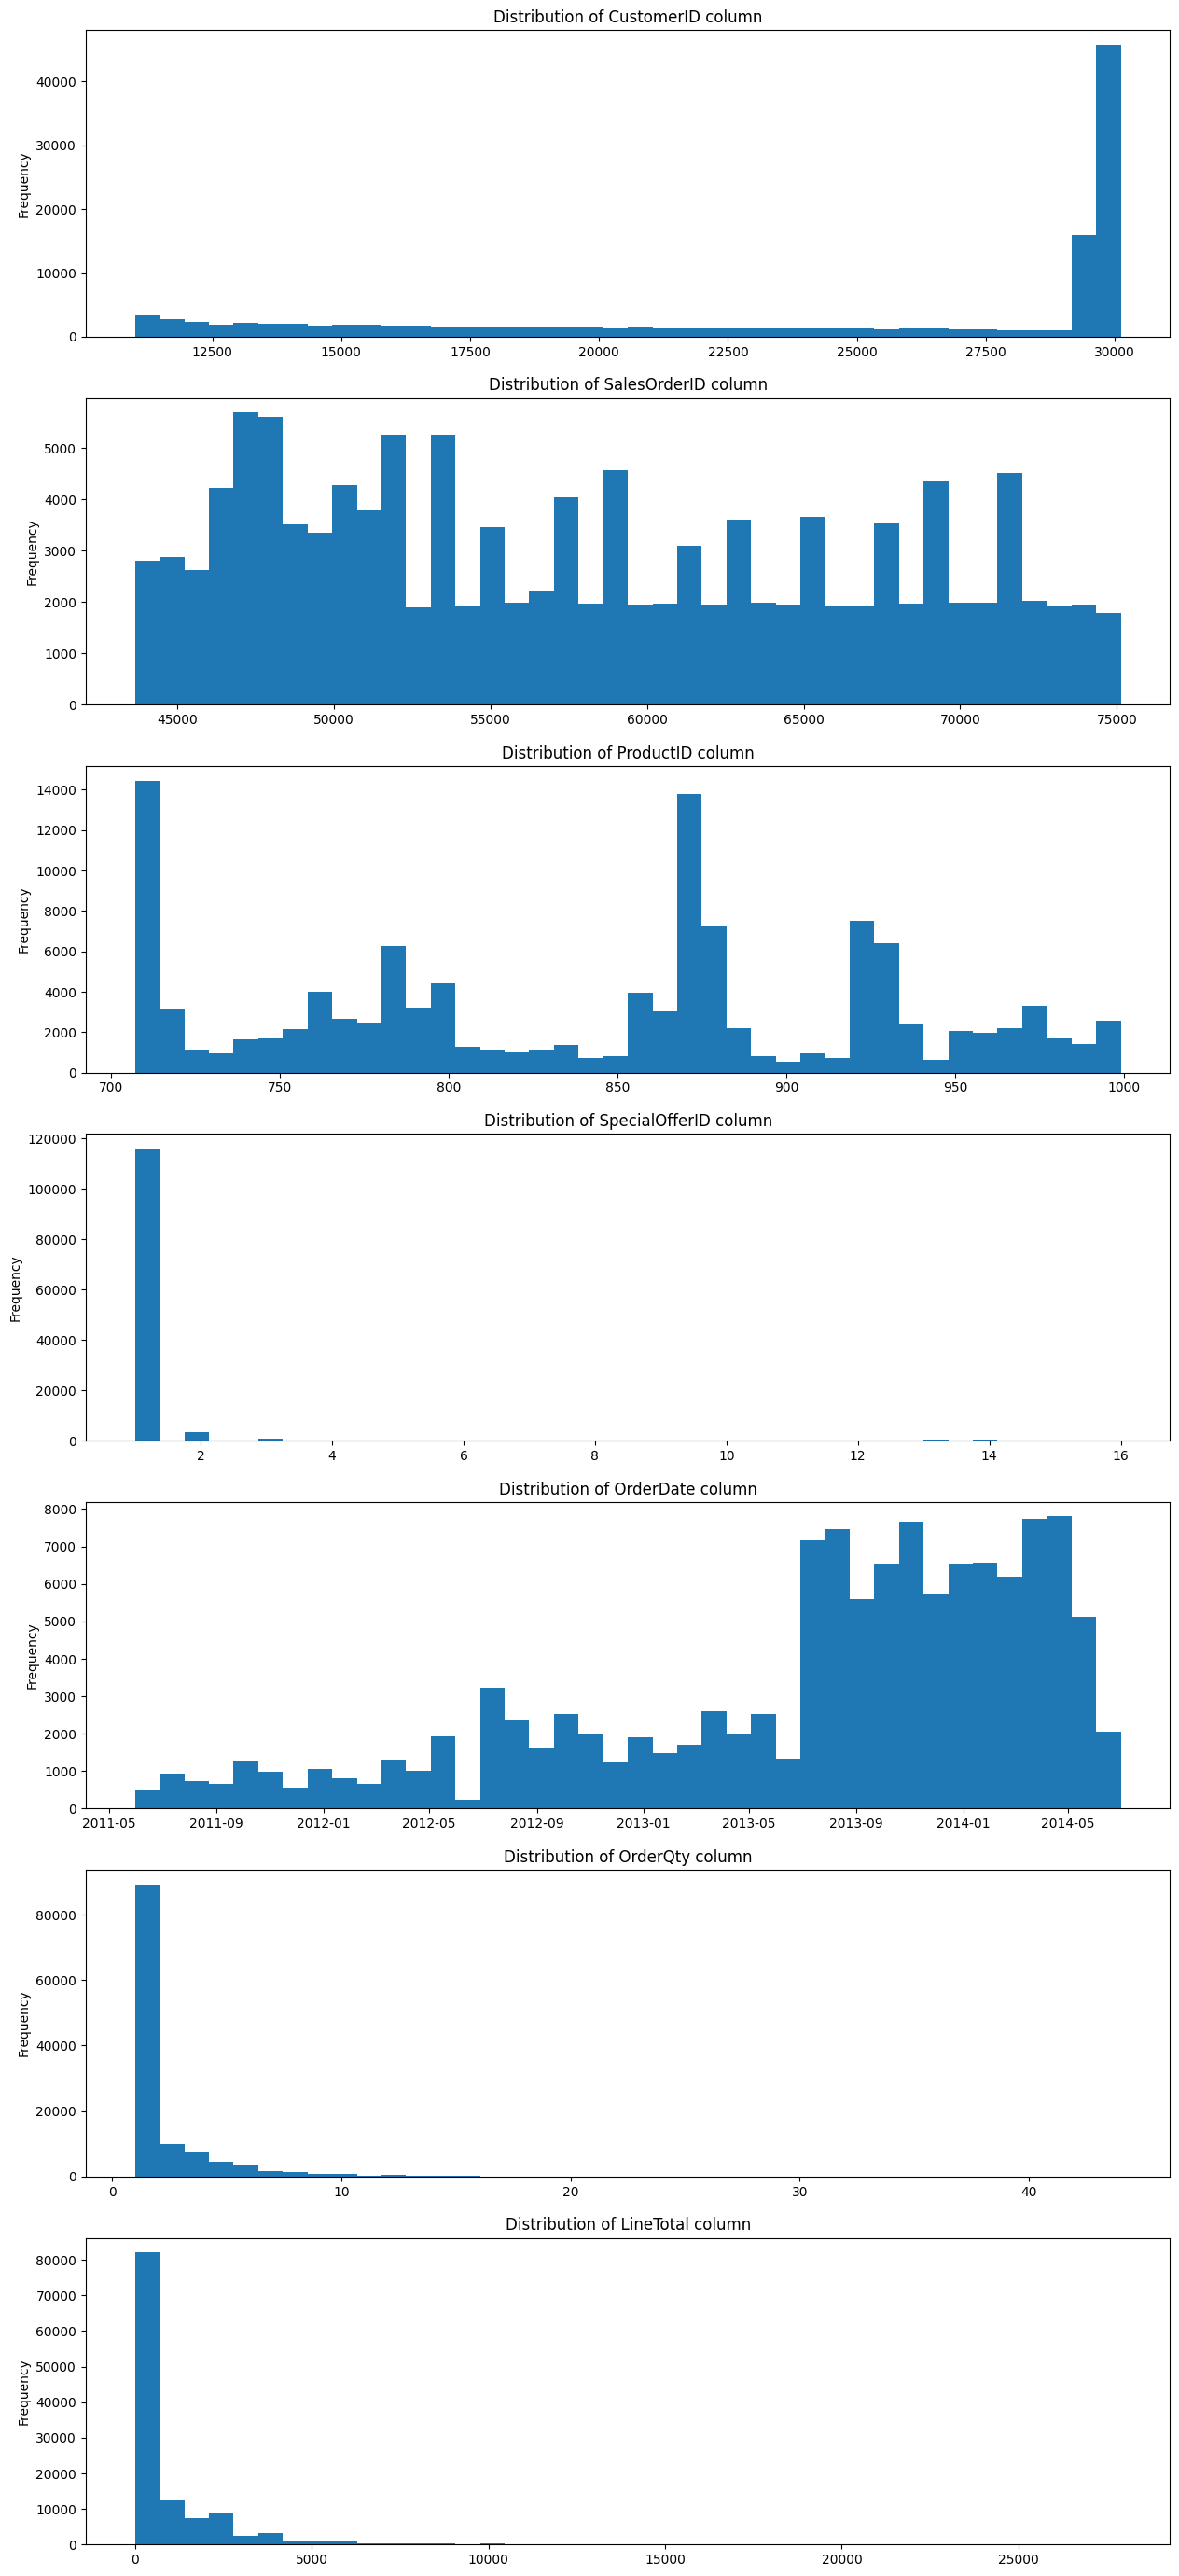 Distribution of CustomerID column
40000
30000
20000
10000
0
Frequency
12500 15000 17500 20000 22500 25000 27500 30000
Distribution of SalesOrderID column
5000
4000
3000
2000
1000
0
Frequency
45000 50000 55000 60000 65000 70000 75000
Distribution of ProductID column
14000
12000
10000
8000
6000
4000
2000
0
Frequency
700 750 800 850 900 950 1000
Distribution of SpecialOfferID column
120000
100000
80000
60000
40000
20000
0
Frequency
2 4 6 8 10 12 14 16
Distribution of OrderDate column
8000
7000
6000
5000
4000
3000
2000
1000
0
Frequency
2011-05 2011-09 2012-01 2012-05 2012-09 2013-01 2013-05 2013-09 2014-01 2014-05
Distribution of OrderQty column
80000
60000
40000
20000
0
Frequency
0 10 20 30 40
Distribution of LineTotal column
80000
70000
60000
50000
40000
30000
20000
10000
0
Frequency
0 5000 10000 15000 20000 25000